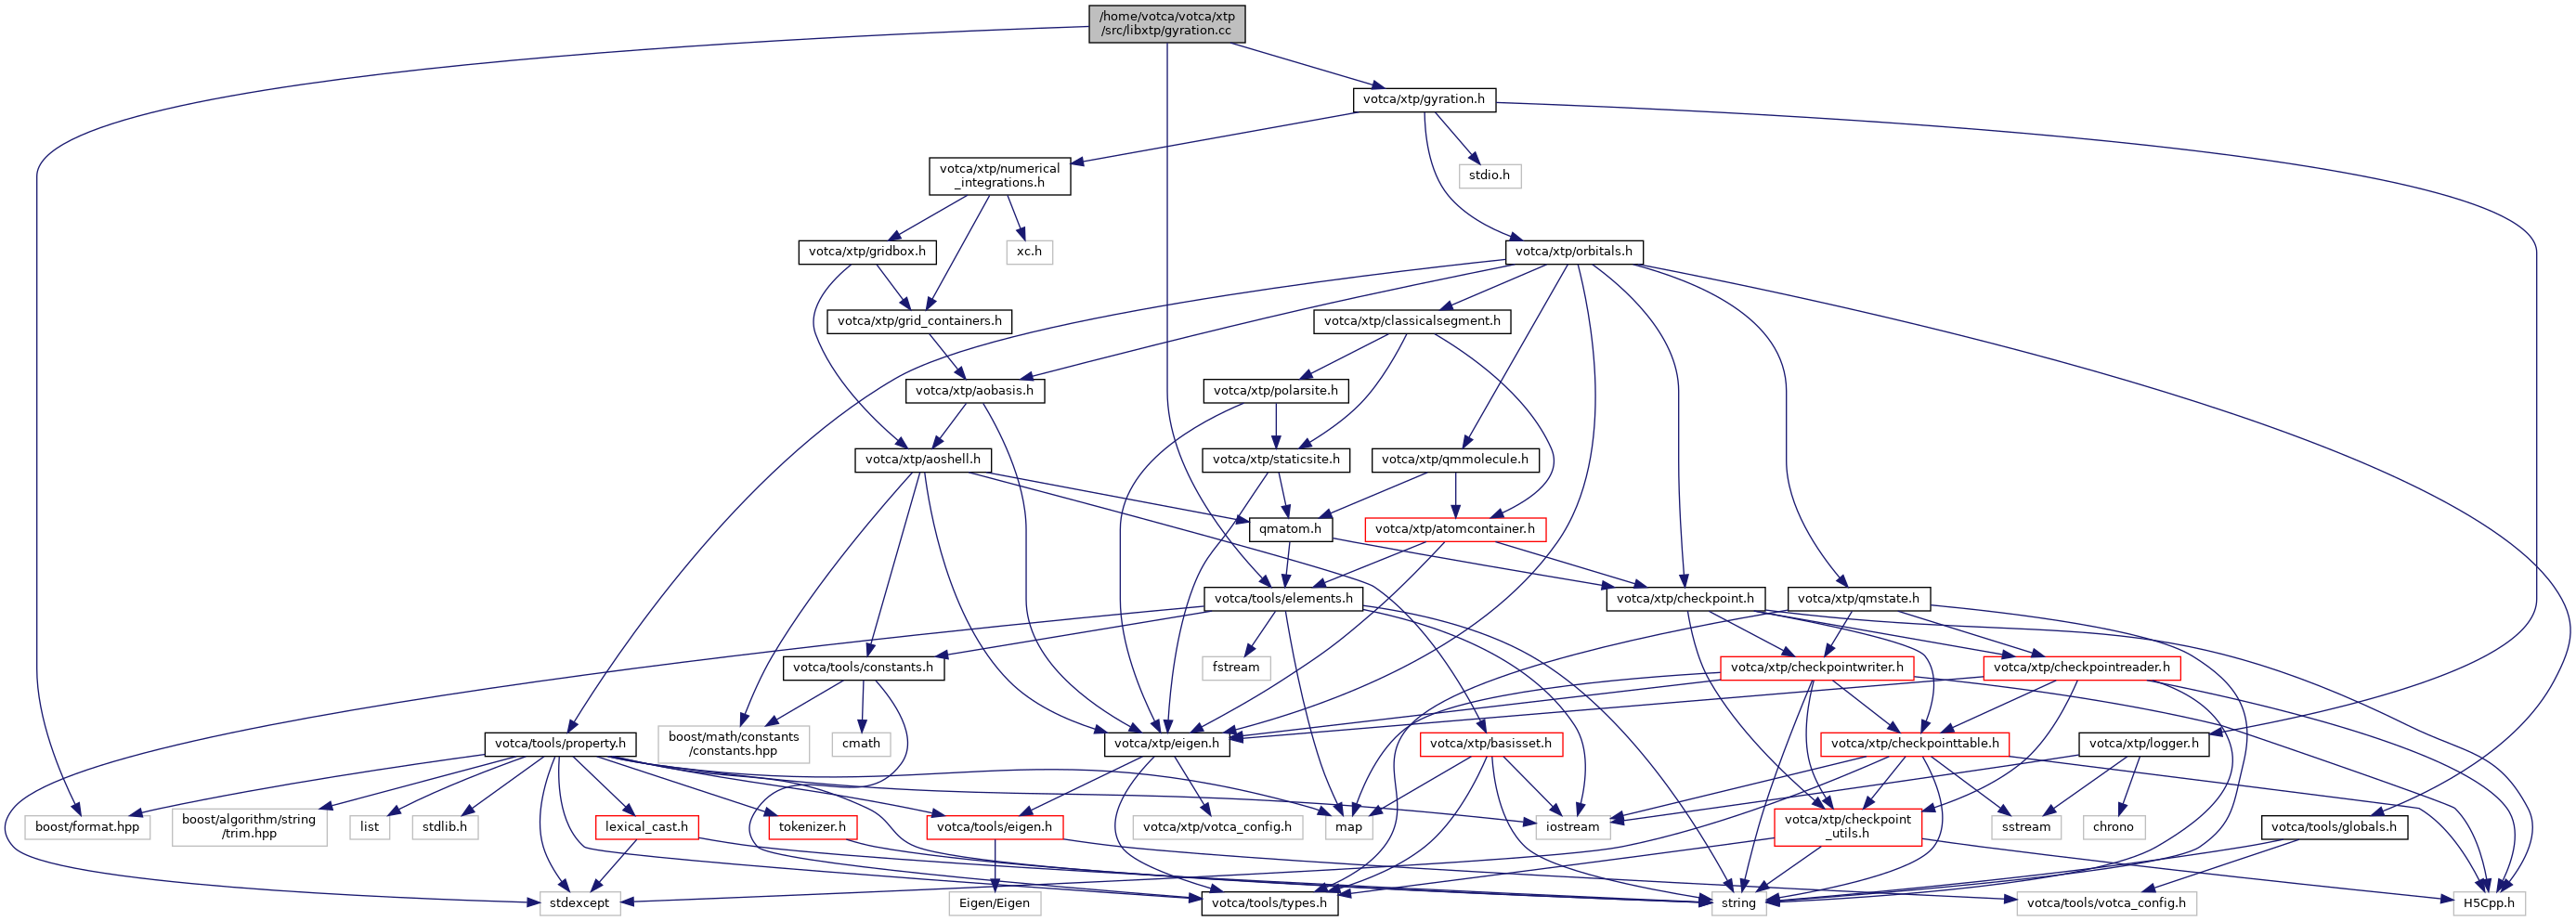 /home/votca/votca/xtp
/src/libxtp/gyration.cc
votca/xtp/gyration.h
votca/xtp/numerical
_integrations.h
stdio.h
votca/xtp/gridbox.h
xc.h
votca/xtp/orbitals.h
votca/xtp/grid_containers.h
votca/xtp/classicalsegment.h
votca/xtp/aobasis.h
votca/xtp/polarsite.h
votca/xtp/aoshell.h
votca/xtp/staticsite.h
votca/xtp/qmmolecule.h
qmatom.h
votca/xtp/atomcontainer.h
votca/tools/elements.h
votca/xtp/checkpoint.h
votca/xtp/qmstate.h
votca/tools/constants.h
fstream
votca/xtp/checkpointwriter.h
votca/xtp/checkpointreader.h
votca/tools/property.h
boost/math/constants
/constants.hpp
cmath
votca/xtp/eigen.h
votca/xtp/basisset.h
votca/xtp/checkpointtable.h
votca/xtp/logger.h
boost/format.hpp
boost/algorithm/string
/trim.hpp
list
stdlib.h
lexical_cast.h
tokenizer.h
votca/tools/eigen.h
votca/xtp/votca_config.h
map
iostream
votca/xtp/checkpoint
_utils.h
sstream
chrono
votca/tools/globals.h
stdexcept
Eigen/Eigen
votca/tools/types.h
string
votca/tools/votca_config.h
H5Cpp.h